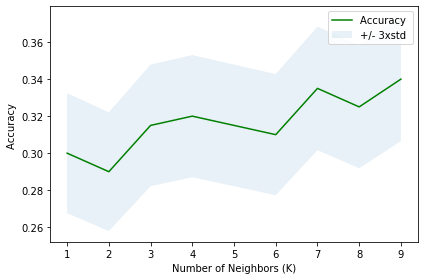 Accuracy
+/- 3xstd
0.36
0.34
0.32
0.30
0.28
0.26
Accuracy
1 2 3 4 5 6 7 8 9
Number of Neighbors (K)